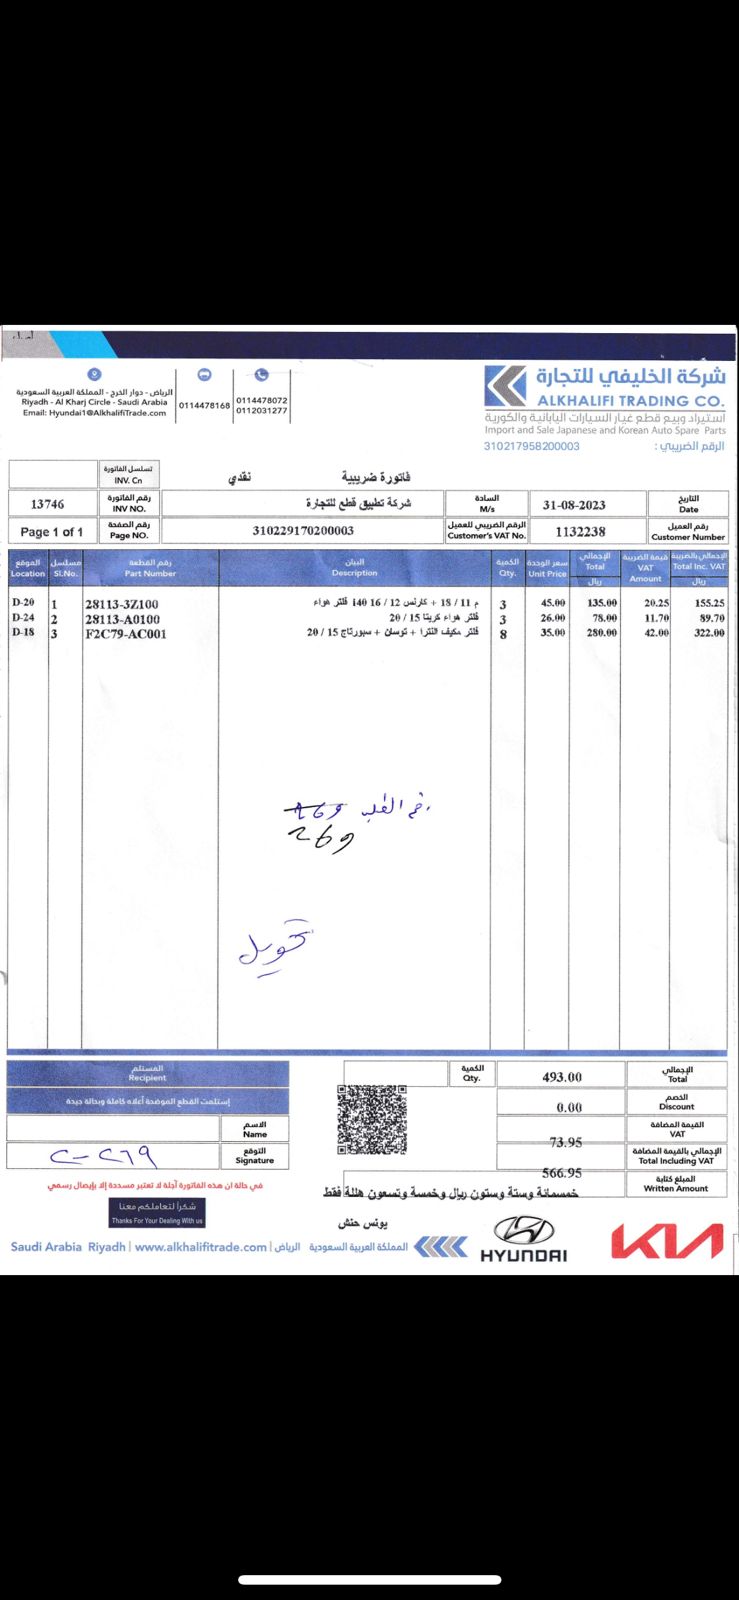 شركة الخليفي للتجارة
ALKHALIFI TRADING CO.
استيراد وبيع قطع غيار السيارات اليابانية والكورية
Import and Sale Japanese and Korean Auto Spare Parts
الرقم الضريبي : 310217958200003
0114478072
0112031277
0114478168
الرياض - دوار الخرج - المملكة العربية السعودية
Riyadh - Al Kharj Circle - Saudi Arabia
Email: Hyundai1@AlkhalifiTrade.com
فاتورة ضريبية
نقدي
تسلسل الفاتورة
INV. Cn
التاريخ
Date
31-08-2023
السادة
M/s
شركة تطبيق قطع للتجارة
رقم الفاتورة
INV NO.
13746
رقم العميل
Customer Number
1132238
الرقم الضريبي للعميل
Customer's VAT No.
310229170200003
رقم الصفحة
Page NO.
Page 1 of 1
الموقع مسلسل رقم القطعة البيان الكمية سعر الوحدة الإجمالي قيمة الضريبة الإجمالي بالضريبة
Location Sl.No. Part Number Description Qty. Unit Price Total VAT Amount Total Inc. VAT
ريال ريال
D-20 1 28113-3Z100 فلتر هواء i40 16 / 12 كارنس + 18 / 11 م 3 45.00 135.00 20.25 155.25
D-24 2 28113-A0100 فلتر هواء كريتا 15 / 20 3 26.00 78.00 11.70 89.70
D-18 3 F2C79-AC001 فلتر مكيف النترا + توسان + سبورتاج 15 / 20 8 35.00 280.00 42.00 322.00
269
تحويل
المستلم
Recipient
إستلمت القطع الموضحة أعلاه كاملة وبحالة جيدة
الاسم
Name
التوقع
Signature
الكمية
Qty.
493.00
الإجمالي
Total
0.00
الخصم
Discount
73.95
القيمة المضافة
VAT
566.95
الإجمالي بالقيمة المضافة
Total Including VAT
المبلغ كتابة
Written Amount
خمسمائة وستة وستون ريال وخمسة وتسعون هللة فقط
في حالة ان هذه الفاتورة آجلة لا تعتبر مسددة إلا بإيصال رسمي
شكراً لتعاملكم معنا
Thanks For Your Dealing With us
يونس حنش
Saudi Arabia Riyadh | www.alkhalifitrade.com | المملكة العربية السعودية الرياض
HYUNDAI
KIA